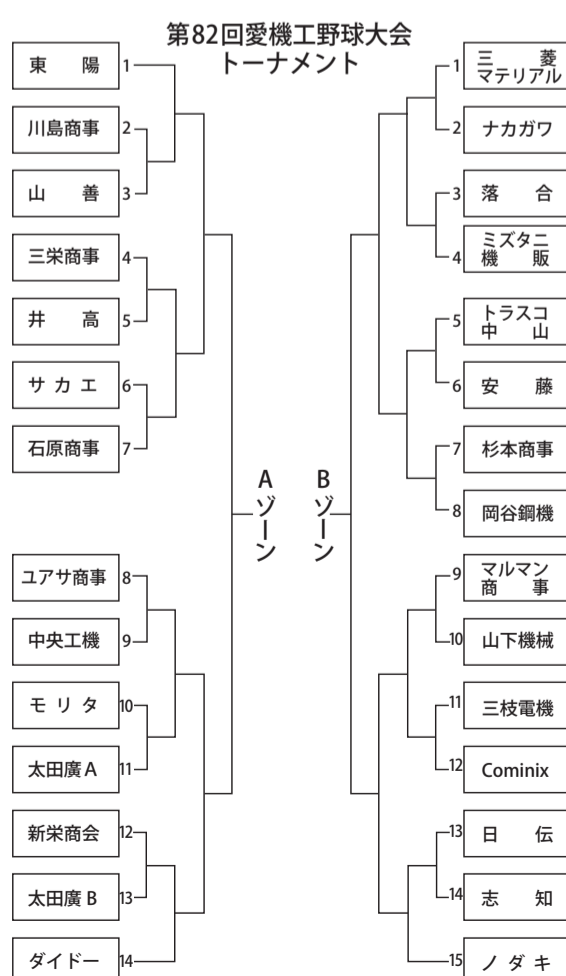 第82回愛機工野球大会
トーナメント
東陽 1
川島商事 2
山善 3
三栄商事 4
井高 5
サカエ 6
石原商事 7
ユアサ商事 8
中央工機 9
モリタ 10
太田廣A 11
新栄商会 12
太田廣B 13
ダイドー 14
Aゾーン
Bゾーン
1 三菱
マテリアル
2 ナカガワ
3 落合
4 ミズタニ
機販
5 トラスコ
中山
6 安藤
7 杉本商事
8 岡谷鋼機
9 マルマン
商事
10 山下機械
11 三枝電機
12 Cominix
13 日伝
14 志知
15 ノダキ